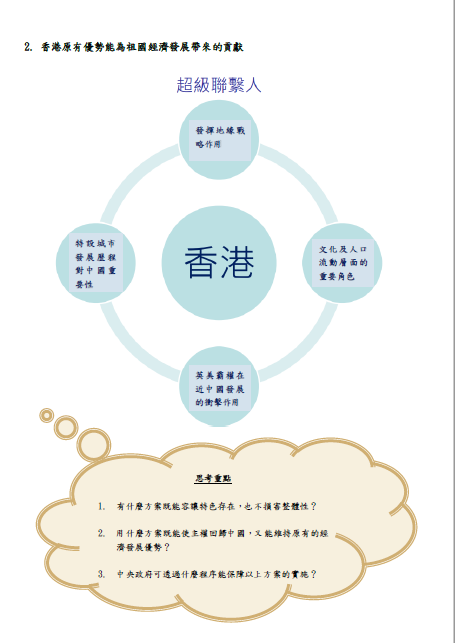 2. 香港原有優勢能為祖國經濟發展帶來的貢獻
超級聯繫人
發揮地緣戰
略作用
特設城市
發展歷程
對中國重
要性
香港
文化及人口
流動層面的
重要角色
英美霸權在
近中國發展
的衝擊作用
思考重點
1. 有什麼方案既能容讓特色存在，也不損害整體性？
2. 用什麼方案既能使主權回歸中國，又能維持原有的經
濟發展優勢？
3. 中央政府可透過什麼程序能保障以上方案的實施？